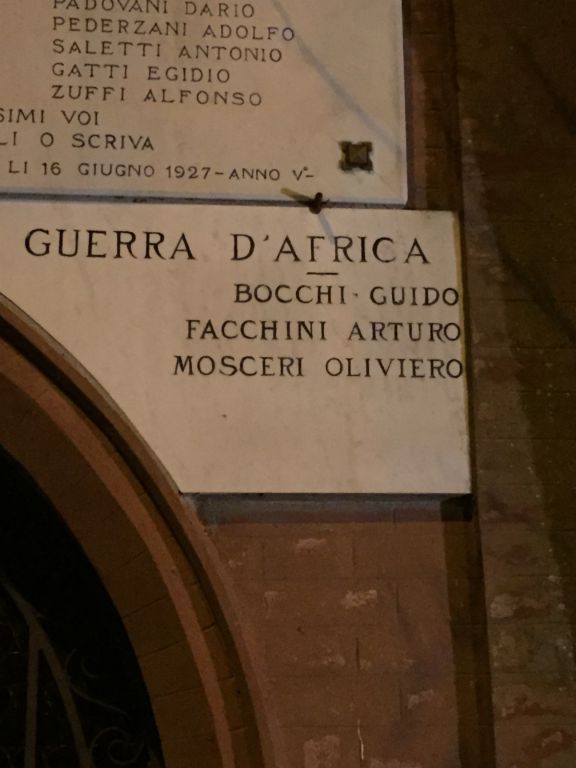 PADOVANI DARIO
PEDERZANI ADOLFO
SALETTI ANTONIO
GATTI EGIDIO
ZUFFI ALFONSO
SIMI VOI
LI O SCRIVA
LI 16 GIUGNO 1927-ANNO V°-
GUERRA D'AFRICA
BOCCHI· GUIDO
FACCHINI ARTURO
MOSCERI OLIVIERO